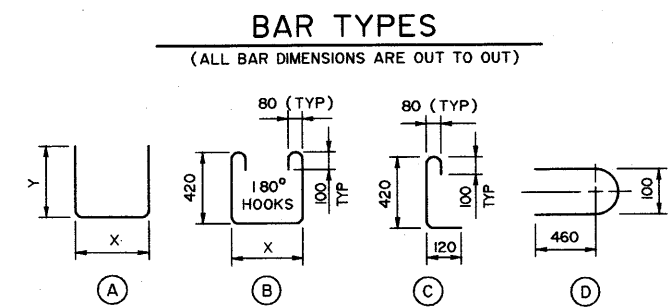 BAR TYPES
(ALL BAR DIMENSIONS ARE OUT TO OUT)
Y
X
A
80 (TYP)
420
180°
HOOKS
100
TYP
X
B
80 (TYP)
420
100
TYP
120
C
100
460
D